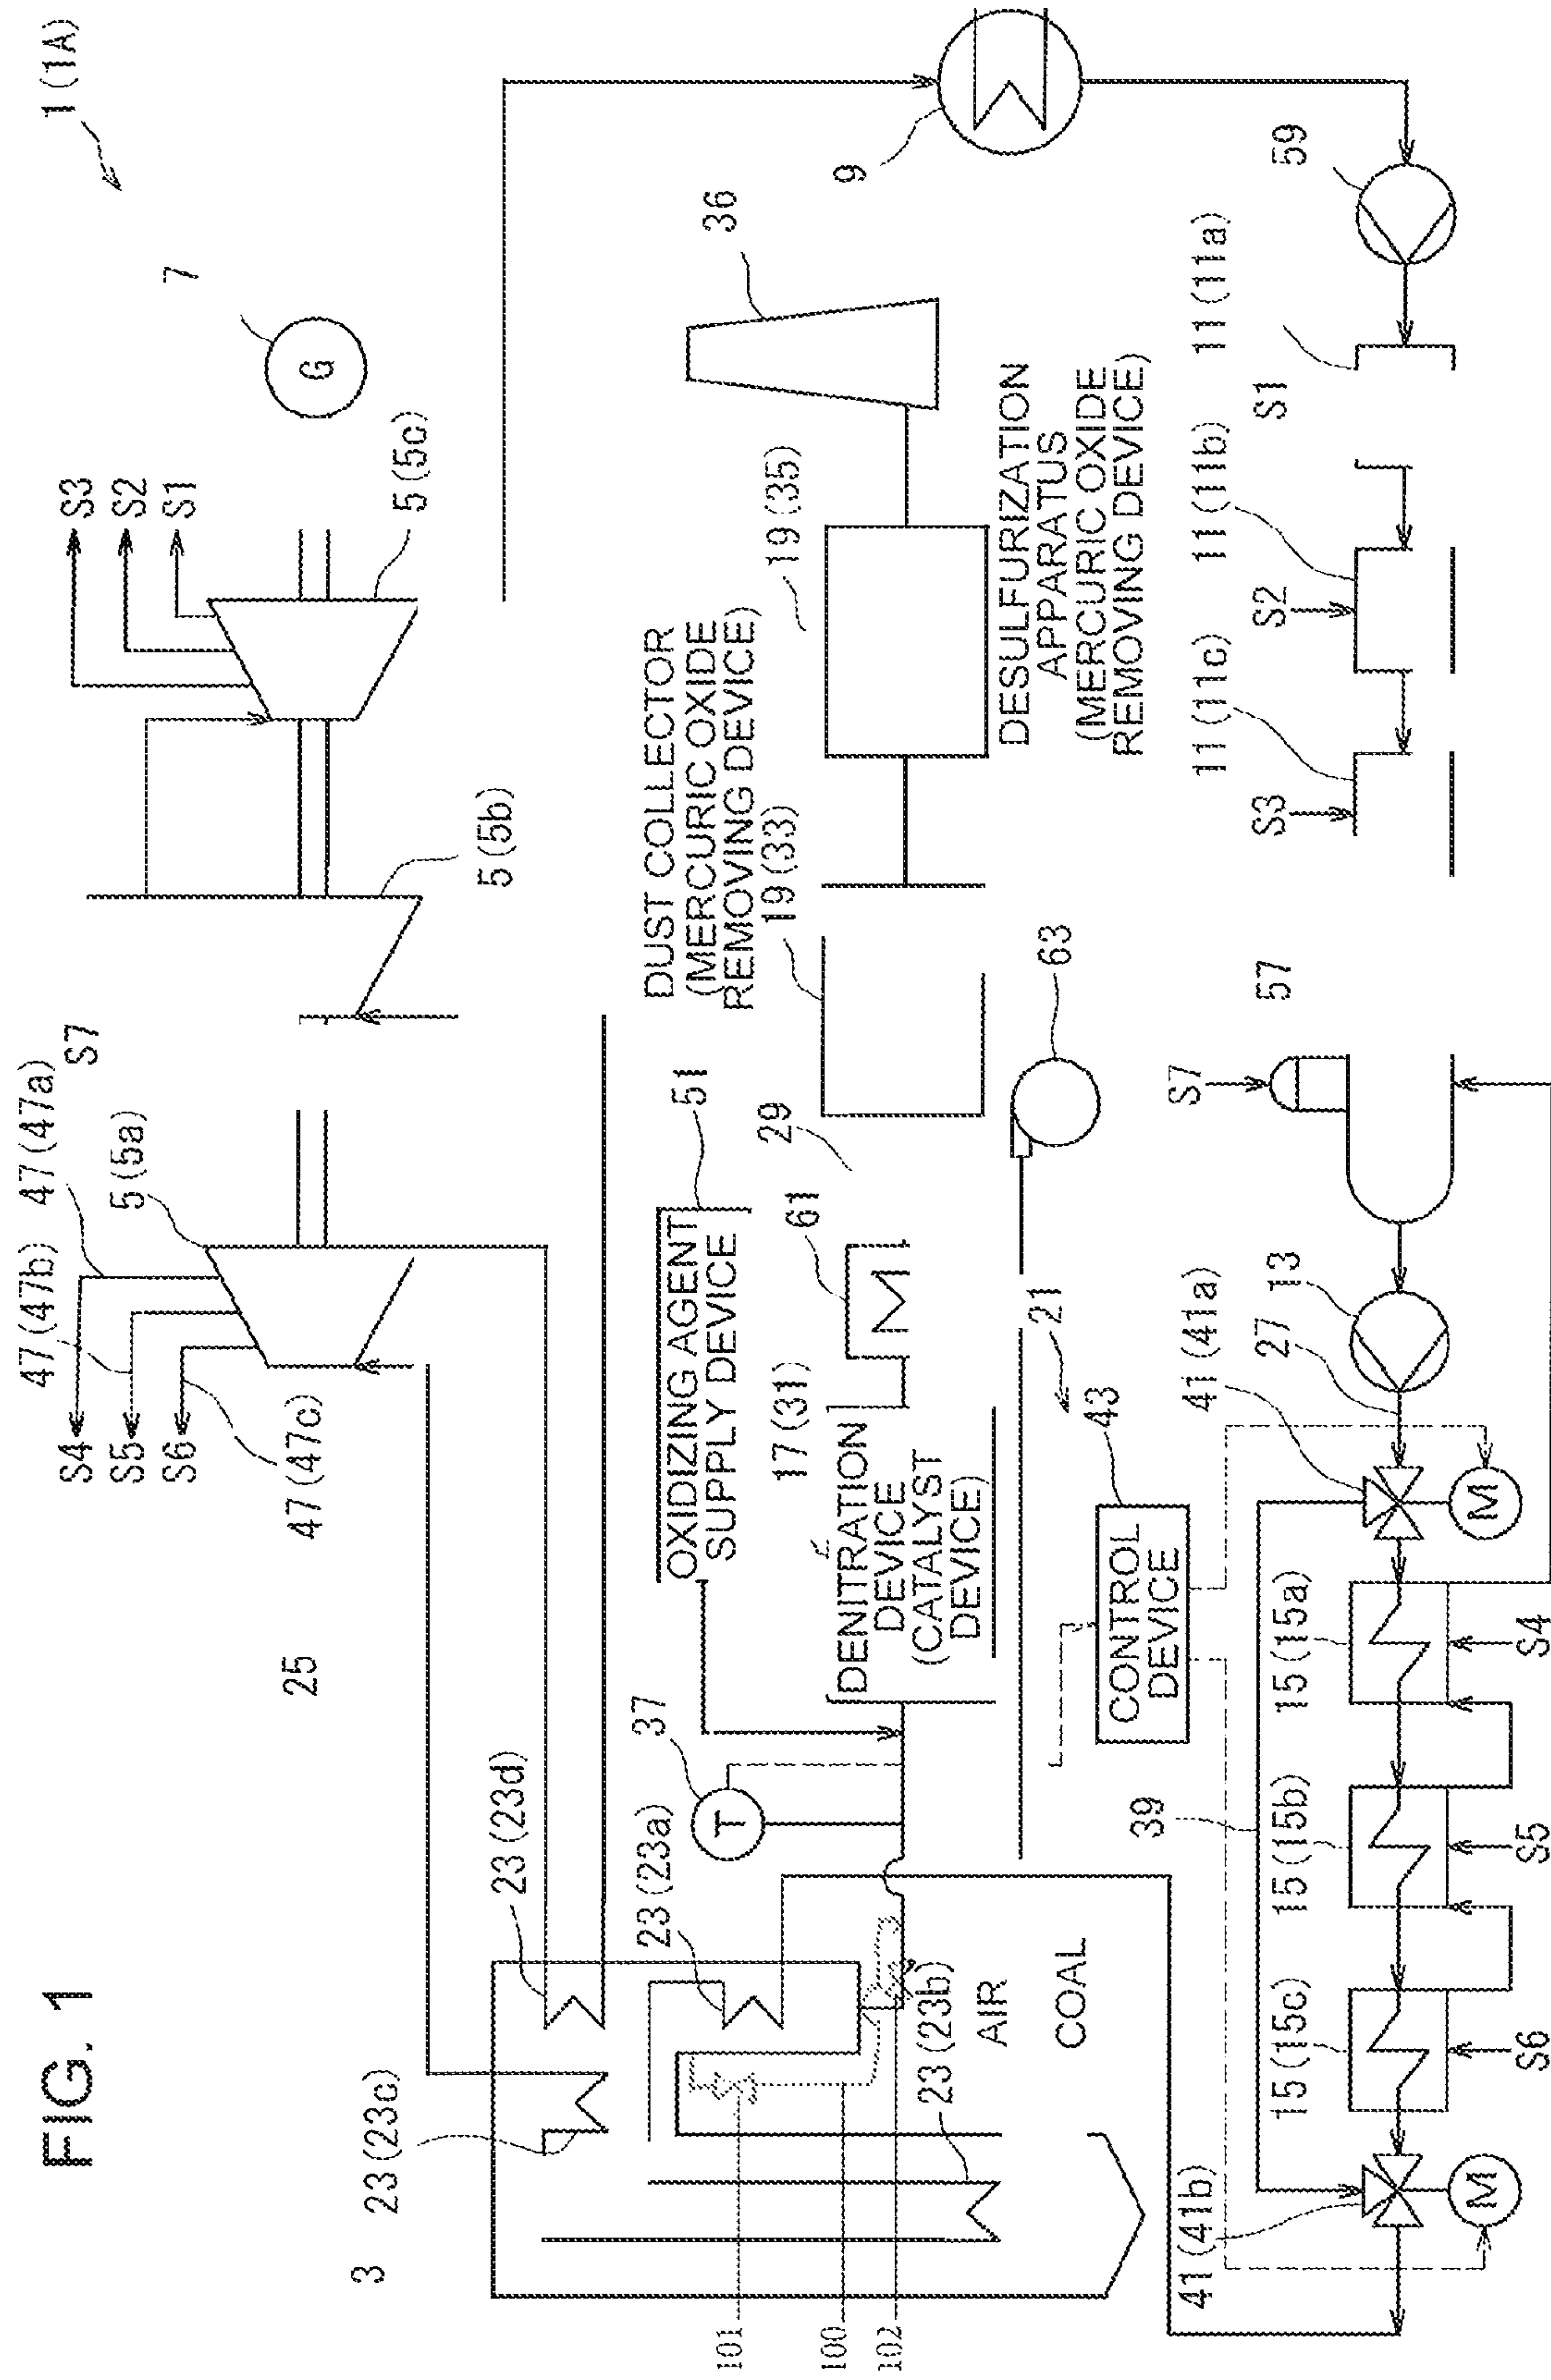 FIG. 1
1 (1A)
7
G
S3
S2
S1
5 (5c)
5 (5b)
S7
47 (47a)
5 (5a)
47 (47b)
S4
S5
S6
47 (47c)
25
23 (23d)
23 (23c)
3
9
36
19 (35)
DESULFURIZATION
APPARATUS
(MERCURIC OXIDE
REMOVING DEVICE)
DUST COLLECTOR
(MERCURIC OXIDE
REMOVING DEVICE)
19 (33)
63
51
OXIDIZING AGENT
SUPPLY DEVICE
29
61
M
17 (31)
DENITRATION
DEVICE
(CATALYST
DEVICE)
21
37
T
23 (23a)
23 (23b)
AIR
COAL
101
100
102
43
CONTROL
DEVICE
59
11 (11a)
S1
11 (11b)
S2
11 (11c)
S3
57
S7
13
27
41 (41a)
M
39
15 (15a)
S4
15 (15b)
S5
15 (15c)
S6
41 (41b)
M